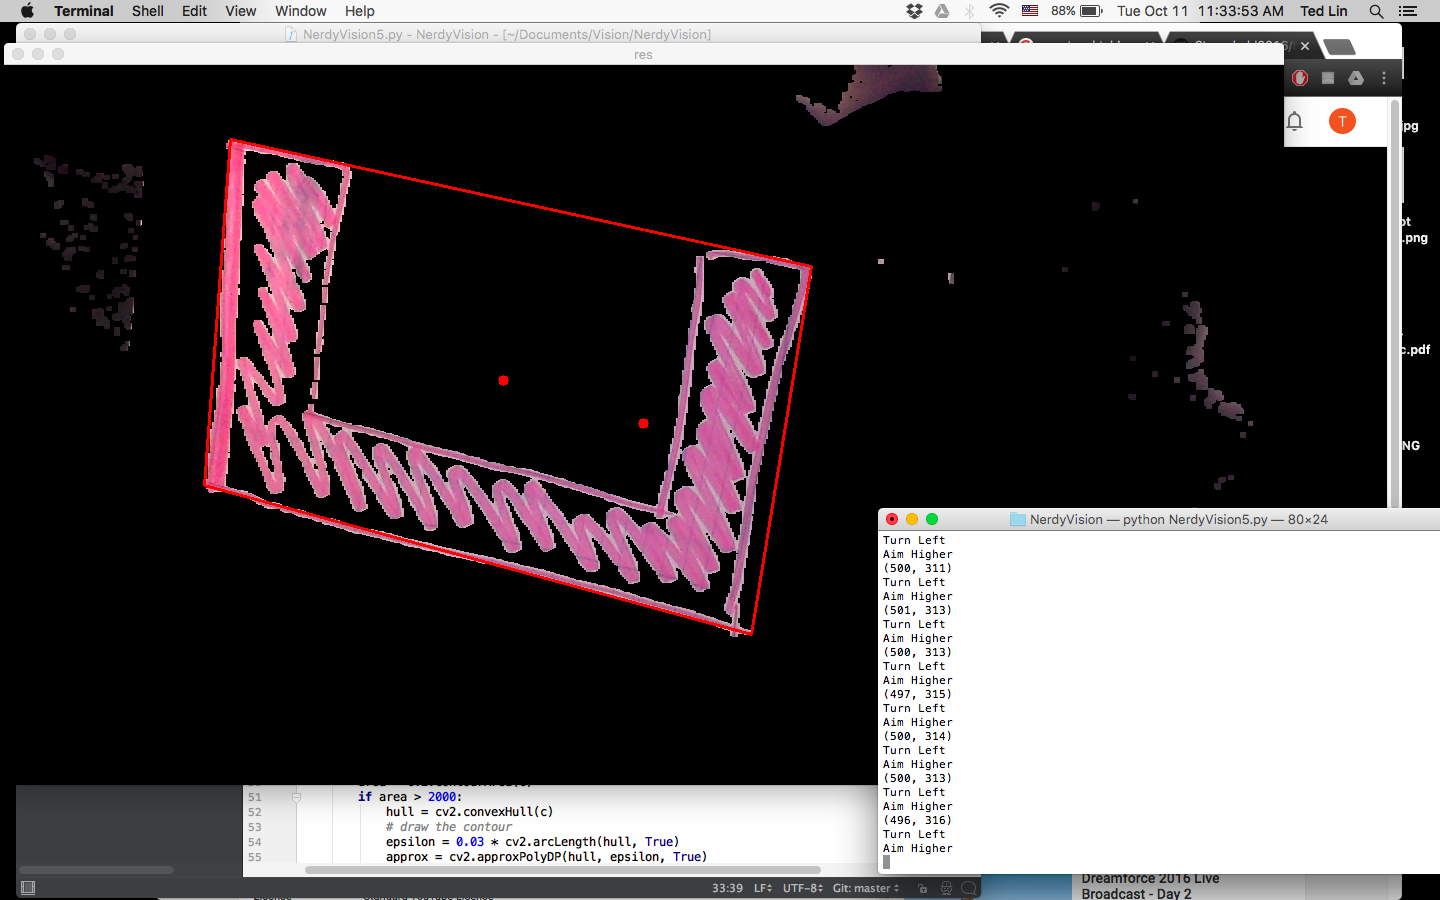 Terminal Shell Edit View Window Help 88% Tue Oct 11 11:33:53 AM Ted Lin
NerdyVision5.py - NerdyVision - [~/Documents/Vision/NerdyVision]
res
T
jpg
.png
c.pdf
NG
NerdyVision — python NerdyVision5.py — 80×24
Turn Left
Aim Higher
(500, 311)
Turn Left
Aim Higher
(501, 313)
Turn Left
Aim Higher
(500, 313)
Turn Left
Aim Higher
(497, 315)
Turn Left
Aim Higher
(500, 314)
Turn Left
Aim Higher
(500, 313)
Turn Left
Aim Higher
(496, 316)
Turn Left
Aim Higher
51 if area > 2000:
52 hull = cv2.convexHull(c)
53 # draw the contour
54 epsilon = 0.03 * cv2.arcLength(hull, True)
55 approx = cv2.approxPolyDP(hull, epsilon, True)
33:39 LF UTF-8 Git: master
Dreamforce 2016 Live
Broadcast - Day 2